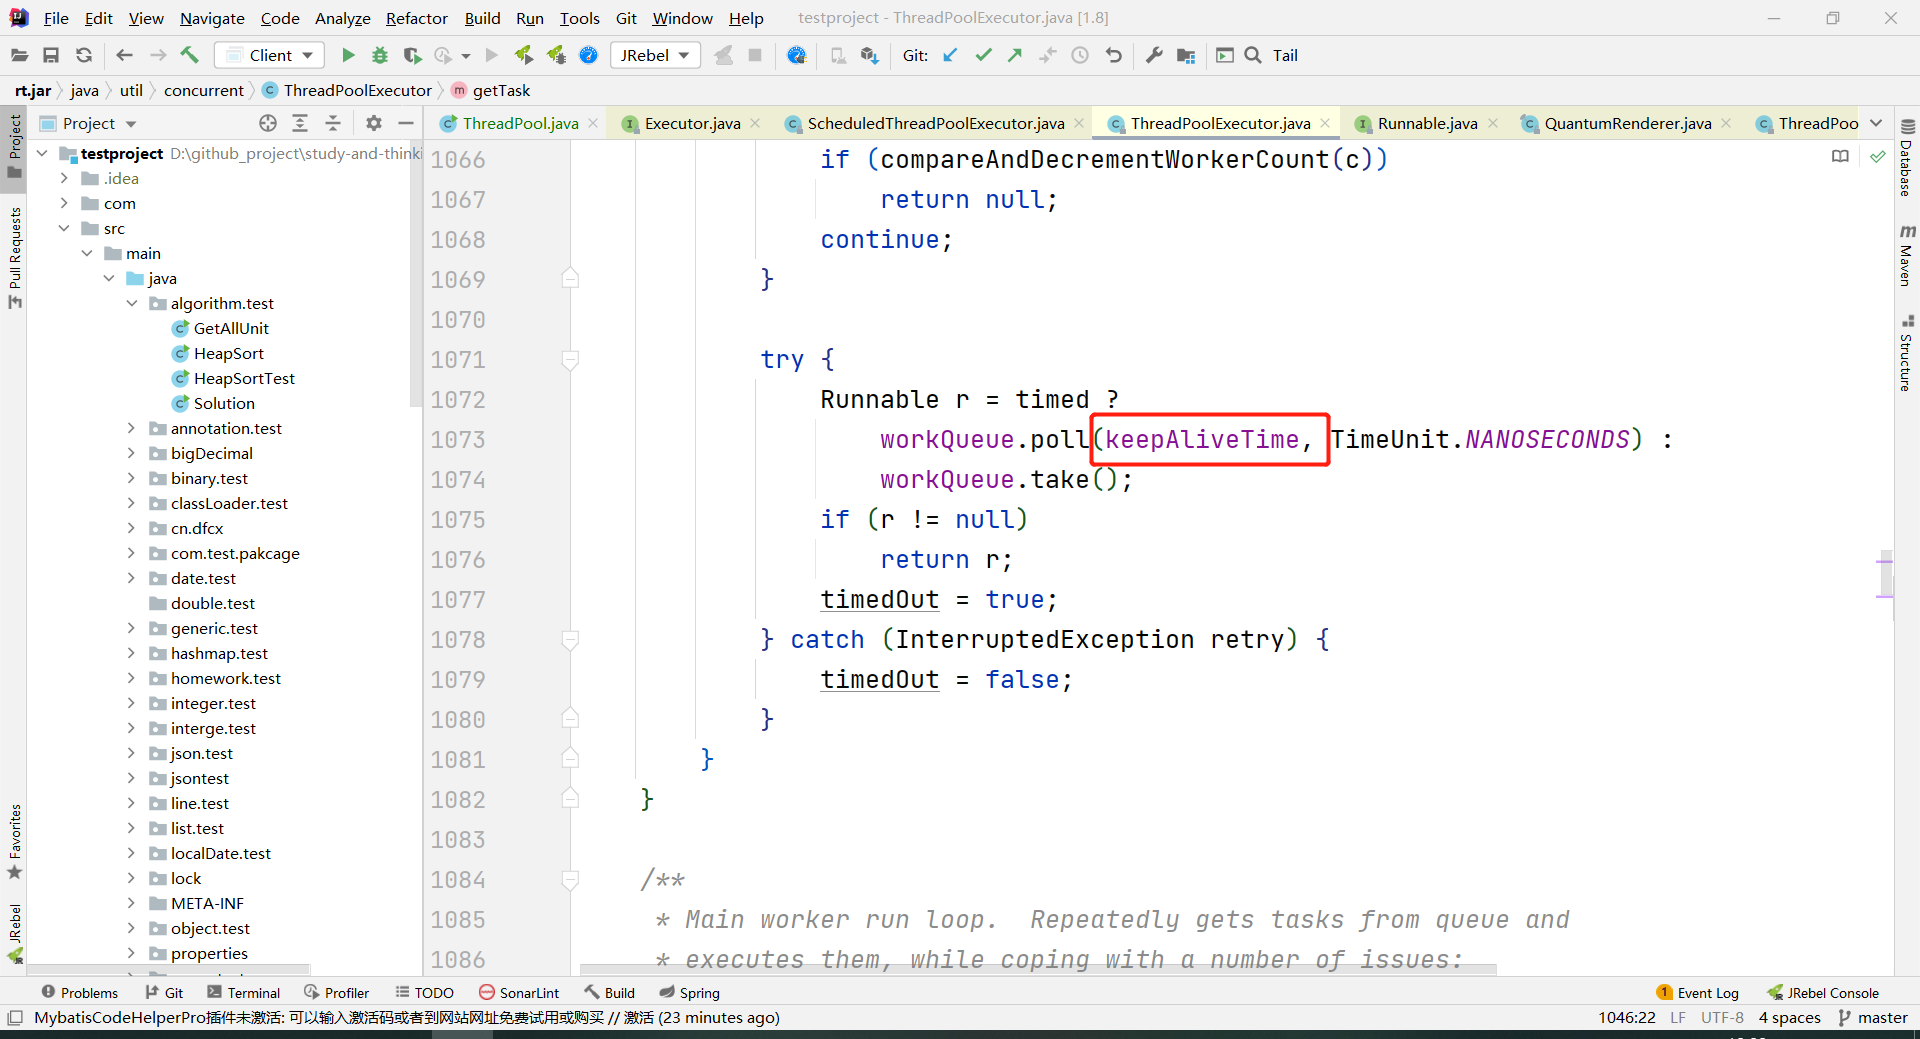 File Edit View Navigate Code Analyze Refactor Build Run Tools Git Window Help testproject - ThreadPoolExecutor.java [1.8]
Client JRebel Git: Tail
rt.jar java util concurrent ThreadPoolExecutor getTask
Project
ThreadPool.java Executor.java ScheduledThreadPoolExecutor.java ThreadPoolExecutor.java Runnable.java QuantumRenderer.java ThreadPoo
testproject D:\github_project\study-and-thinki
.idea
com
src
main
java
algorithm.test
GetAllUnit
HeapSort
HeapSortTest
Solution
annotation.test
bigDecimal
binary.test
classLoader.test
cn.dfcx
com.test.pakcage
date.test
double.test
generic.test
hashmap.test
homework.test
integer.test
interge.test
json.test
jsontest
line.test
list.test
localDate.test
lock
META-INF
object.test
properties
1066 if (compareAndDecrementWorkerCount(c))
1067 return null;
1068 continue;
1069 }
1070
1071 try {
1072 Runnable r = timed ?
1073 workQueue.poll(keepAliveTime, TimeUnit.NANOSECONDS) :
1074 workQueue.take();
1075 if (r != null)
1076 return r;
1077 timedOut = true;
1078 } catch (InterruptedException retry) {
1079 timedOut = false;
1080 }
1081 }
1082 }
1083
1084 /**
1085 * Main worker run loop.  Repeatedly gets tasks from queue and
1086 * executes them, while coping with a number of issues:
Project
Pull Requests
Favorites
JRebel
Database
Maven
Structure
Problems Git Terminal Profiler TODO SonarLint Build Spring 1 Event Log JRebel Console
MybatisCodeHelperPro插件未激活: 可以输入激活码或者到网站网址免费试用或购买 // 激活 (23 minutes ago) 1046:22 LF UTF-8 4 spaces master